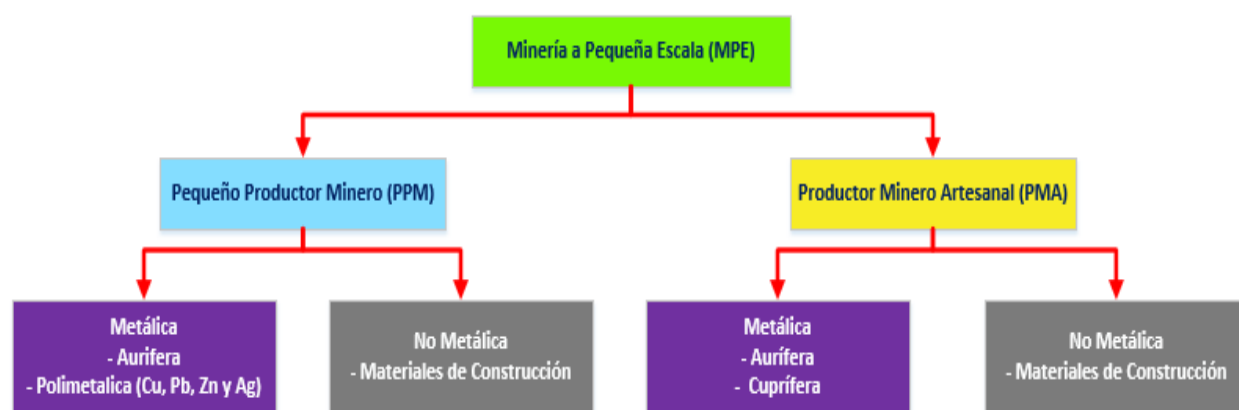 Minería a Pequeña Escala (MPE)
Pequeño Productor Minero (PPM)
Productor Minero Artesanal (PMA)
Metálica
- Aurifera
- Polimetalica (Cu, Pb, Zn y Ag)
No Metálica
- Materiales de Construcción
Metálica
- Aurífera
- Cuprífera
No Metálica
- Materiales de Construcción